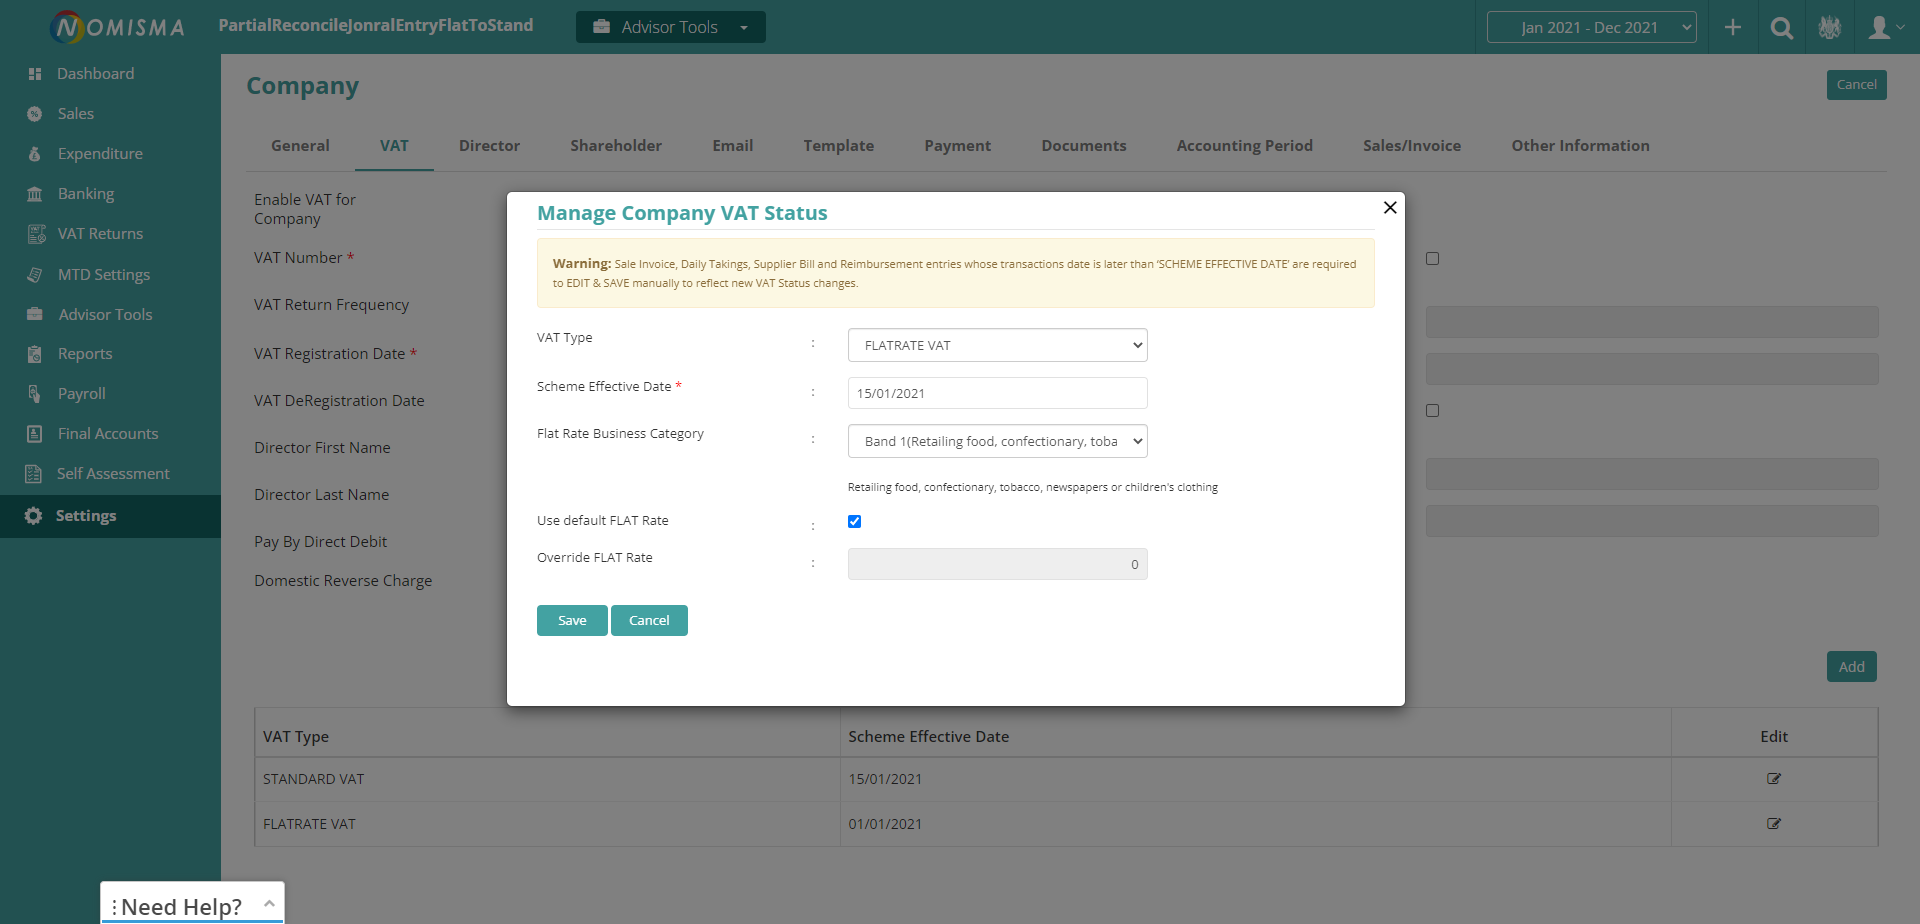 NOMISMA
PartialReconcileJonralEntryFlatToStand
Advisor Tools
Jan 2021 - Dec 2021
Dashboard
Sales
Expenditure
Banking
VAT Returns
MTD Settings
Advisor Tools
Reports
Payroll
Final Accounts
Self Assessment
Settings
Company
Cancel
General
VAT
Director
Shareholder
Email
Template
Payment
Documents
Accounting Period
Sales/Invoice
Other Information
Enable VAT for
Company
VAT Number *
VAT Return Frequency
VAT Registration Date *
VAT DeRegistration Date
Director First Name
Director Last Name
Pay By Direct Debit
Domestic Reverse Charge
Manage Company VAT Status
Warning: Sale Invoice, Daily Takings, Supplier Bill and Reimbursement entries whose transactions date is later than ‘SCHEME EFFECTIVE DATE’ are required
to EDIT & SAVE manually to reflect new VAT Status changes.
VAT Type : FLATRATE VAT
Scheme Effective Date * : 15/01/2021
Flat Rate Business Category : Band 1(Retailing food, confectionary, toba
Retailing food, confectionary, tobacco, newspapers or children's clothing
Use default FLAT Rate :
Override FLAT Rate : 0
Save
Cancel
Add
VAT Type Scheme Effective Date Edit
STANDARD VAT 15/01/2021
FLATRATE VAT 01/01/2021
Need Help?